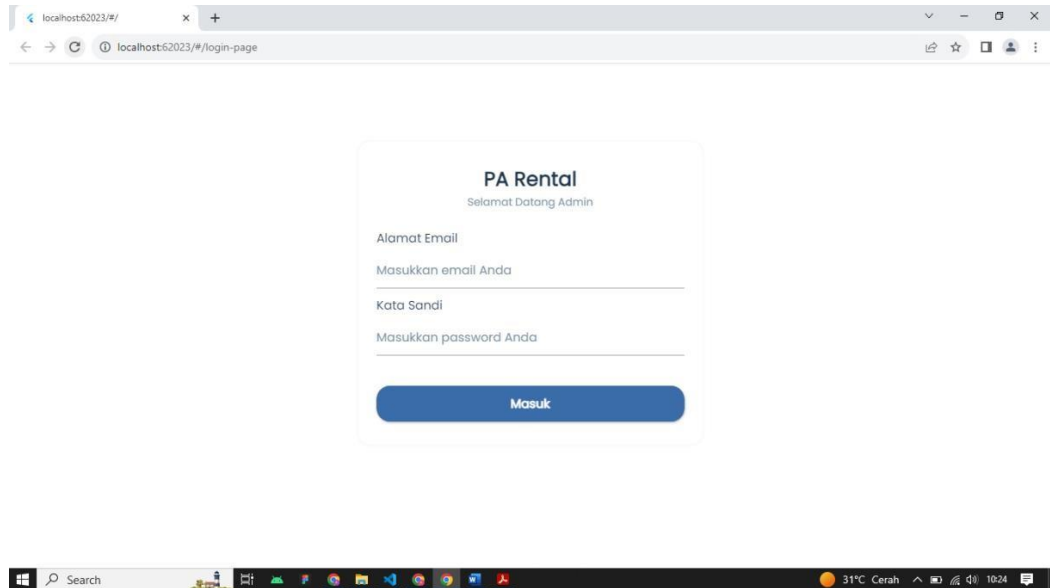 localhost:62023/#/
localhost:62023/#/login-page
PA Rental
Selamat Datang Admin
Alamat Email
Masukkan email Anda
Kata Sandi
Masukkan password Anda
Masuk
Search
31°C Cerah
10:24